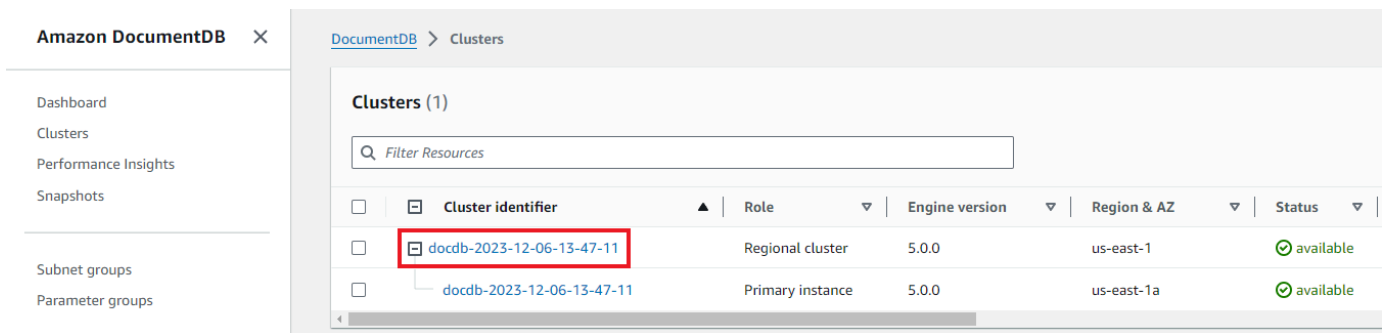 Amazon DocumentDB
Dashboard
Clusters
Performance Insights
Snapshots
Subnet groups
Parameter groups
DocumentDB > Clusters
Clusters (1)
Filter Resources
Cluster identifier Role Engine version Region & AZ Status
docdb-2023-12-06-13-47-11 Regional cluster 5.0.0 us-east-1 available
docdb-2023-12-06-13-47-11 Primary instance 5.0.0 us-east-1a available